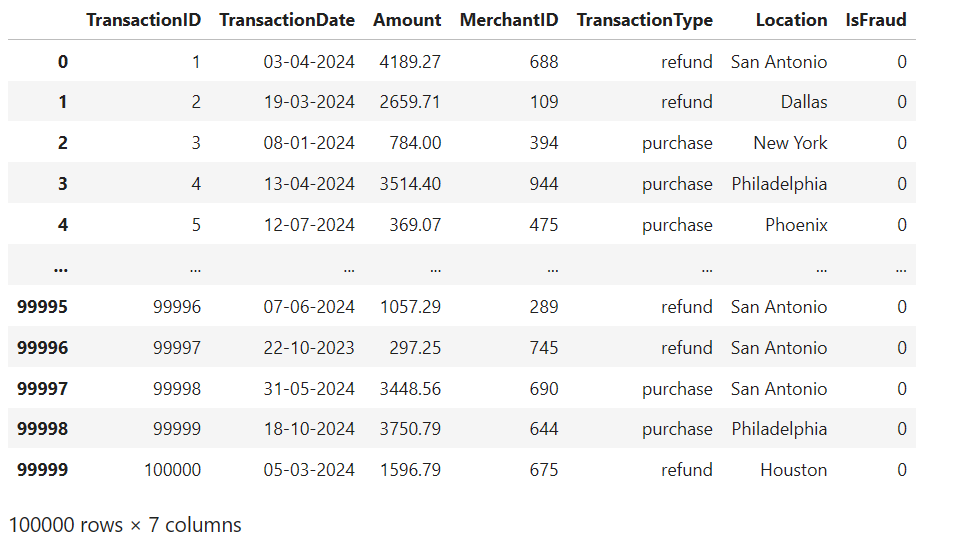 TransactionID TransactionDate Amount MerchantID TransactionType Location IsFraud
0 1 03-04-2024 4189.27 688 refund San Antonio 0
1 2 19-03-2024 2659.71 109 refund Dallas 0
2 3 08-01-2024 784.00 394 purchase New York 0
3 4 13-04-2024 3514.40 944 purchase Philadelphia 0
4 5 12-07-2024 369.07 475 purchase Phoenix 0
... ... ... ... ... ... ... ...
99995 99996 07-06-2024 1057.29 289 refund San Antonio 0
99996 99997 22-10-2023 297.25 745 refund San Antonio 0
99997 99998 31-05-2024 3448.56 690 purchase San Antonio 0
99998 99999 18-10-2024 3750.79 644 purchase Philadelphia 0
99999 100000 05-03-2024 1596.79 675 refund Houston 0
100000 rows × 7 columns